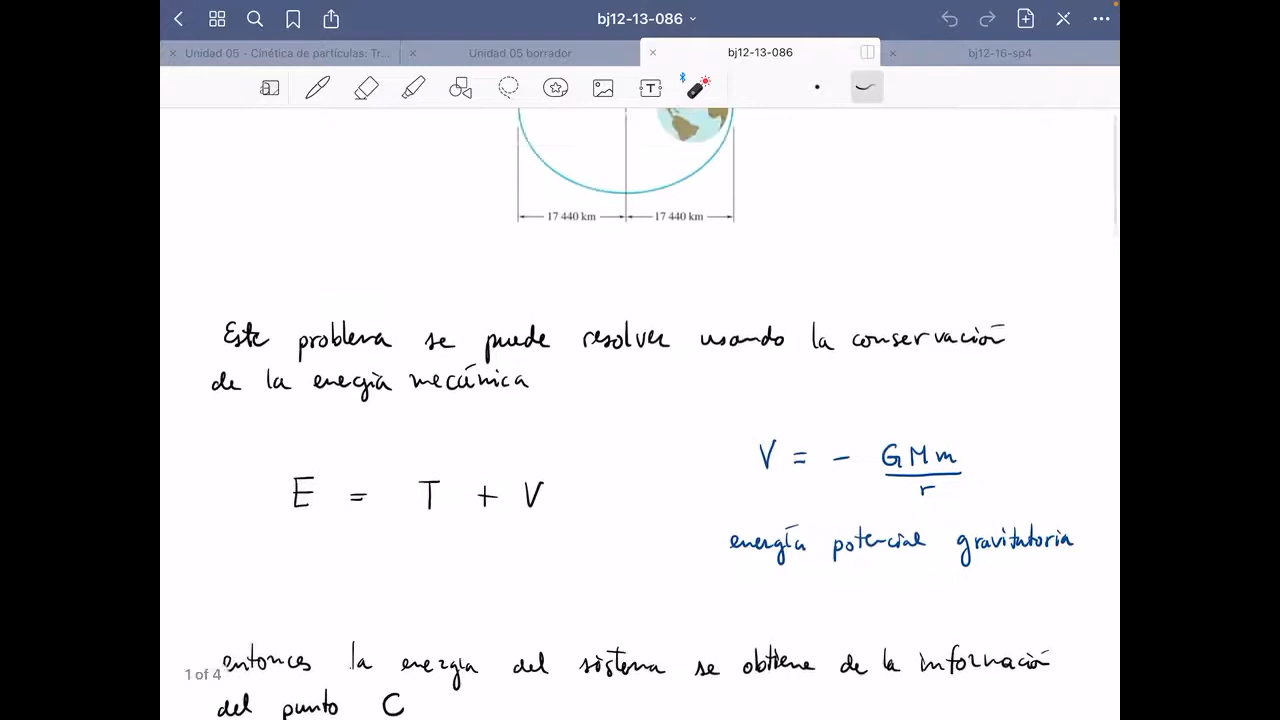 bj12-13-086
Unidad 05 - Cinética de partículas: Tr...
Unidad 05 borrador
bj12-13-086
bj12-16-sp4
T
17 440 km
17 440 km
Este problema se puede resolver usando la conservación
de la energía mecánica
E = T + V
V = - GMm
r
energía potencial gravitatoria
entonces la energía del sistema se obtiene de la información
1 of 4
del punto C